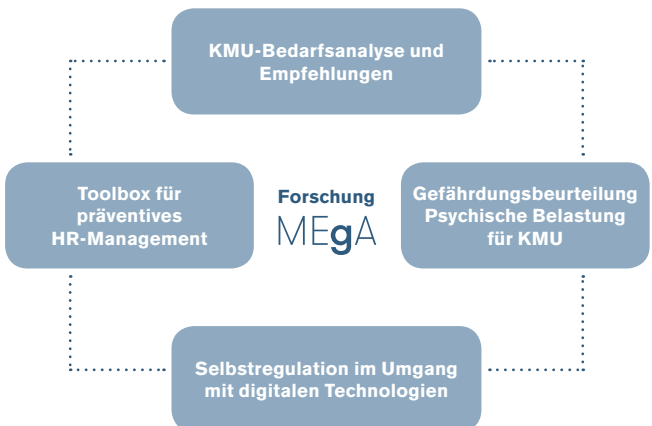 KMU-Bedarfsanalyse und
Empfehlungen
Toolbox für
präventives
HR-Management
Forschung
MEgA
Gefährdungsbeurteilung
Psychische Belastung
für KMU
Selbstregulation im Umgang
mit digitalen Technologien